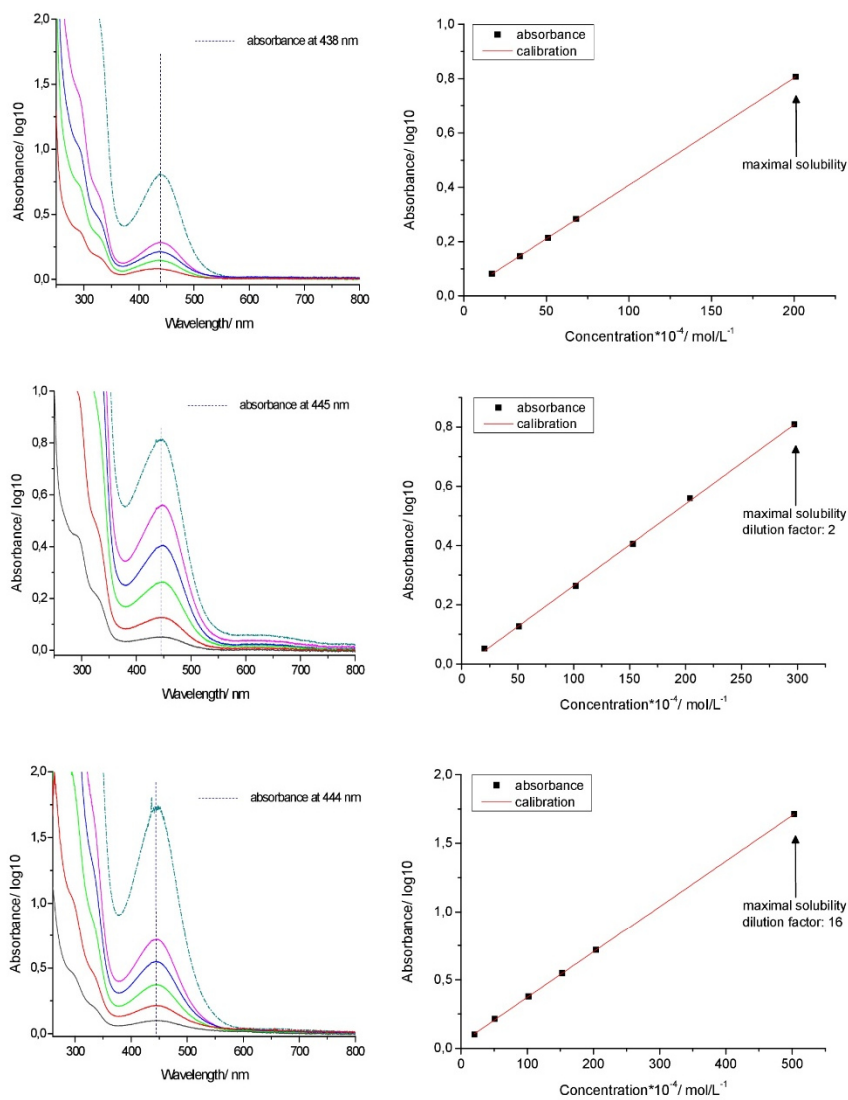 2,0
1,5
1,0
0,5
0,0
300
400
500
600
700
800
Absorbance/ log10
Wavelength/ nm
absorbance at 438 nm
1,0
0,8
0,6
0,4
0,2
0,0
0
50
100
150
200
Absorbance/ log10
Concentration*10⁻⁴/ mol/L⁻¹
absorbance
calibration
maximal solubility
1,0
0,8
0,6
0,4
0,2
0,0
300
400
500
600
700
800
Absorbance/ log10
Wavelength/ nm
absorbance at 445 nm
1,0
0,8
0,6
0,4
0,2
0,0
0
50
100
150
200
250
300
Absorbance/ log10
Concentration*10⁻⁴/ mol/L⁻¹
absorbance
calibration
maximal solubility
dilution factor: 2
2,0
1,5
1,0
0,5
0,0
300
400
500
600
700
800
Absorbance/ log10
Wavelength/ nm
absorbance at 444 nm
2,0
1,5
1,0
0,5
0,0
0
100
200
300
400
500
Absorbance/ log10
Concentration*10⁻⁴/ mol/L⁻¹
absorbance
calibration
maximal solubility
dilution factor: 16